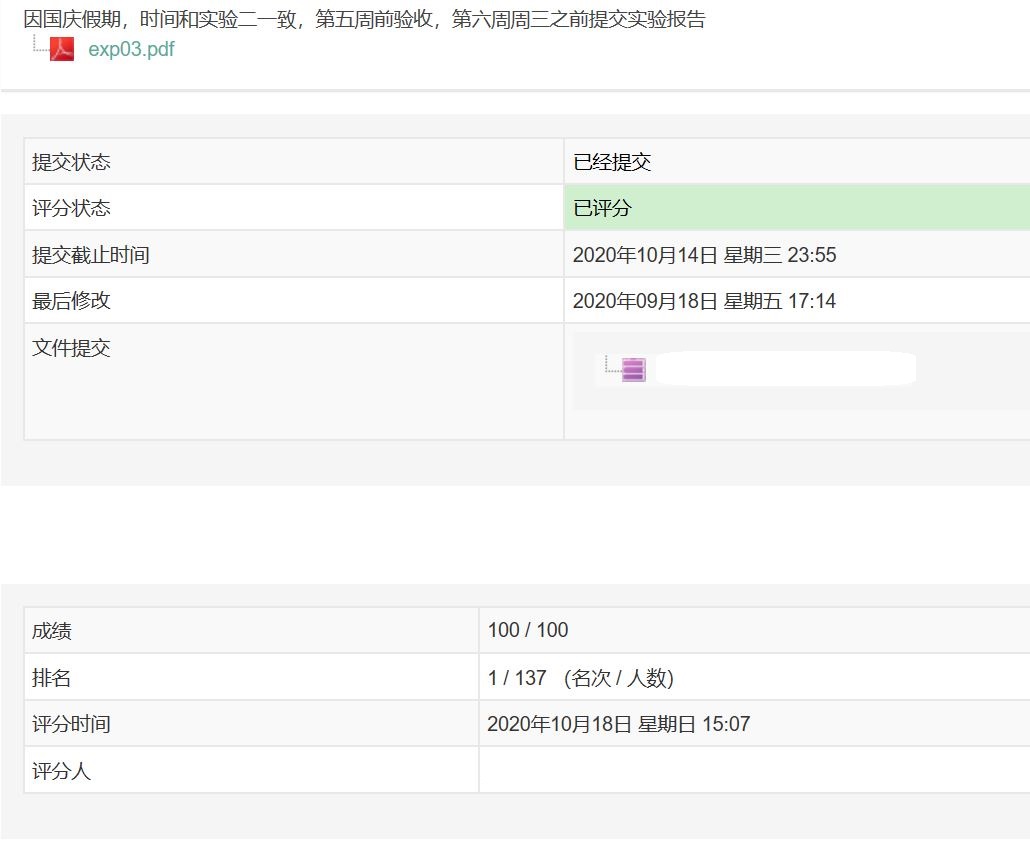 因国庆假期，时间和实验二一致，第五周前验收，第六周周三之前提交实验报告
exp03.pdf
提交状态 已经提交
评分状态 已评分
提交截止时间 2020年10月14日 星期三 23:55
最后修改 2020年09月18日 星期五 17:14
文件提交
成绩 100 / 100
排名 1 / 137 （名次 / 人数）
评分时间 2020年10月18日 星期日 15:07
评分人